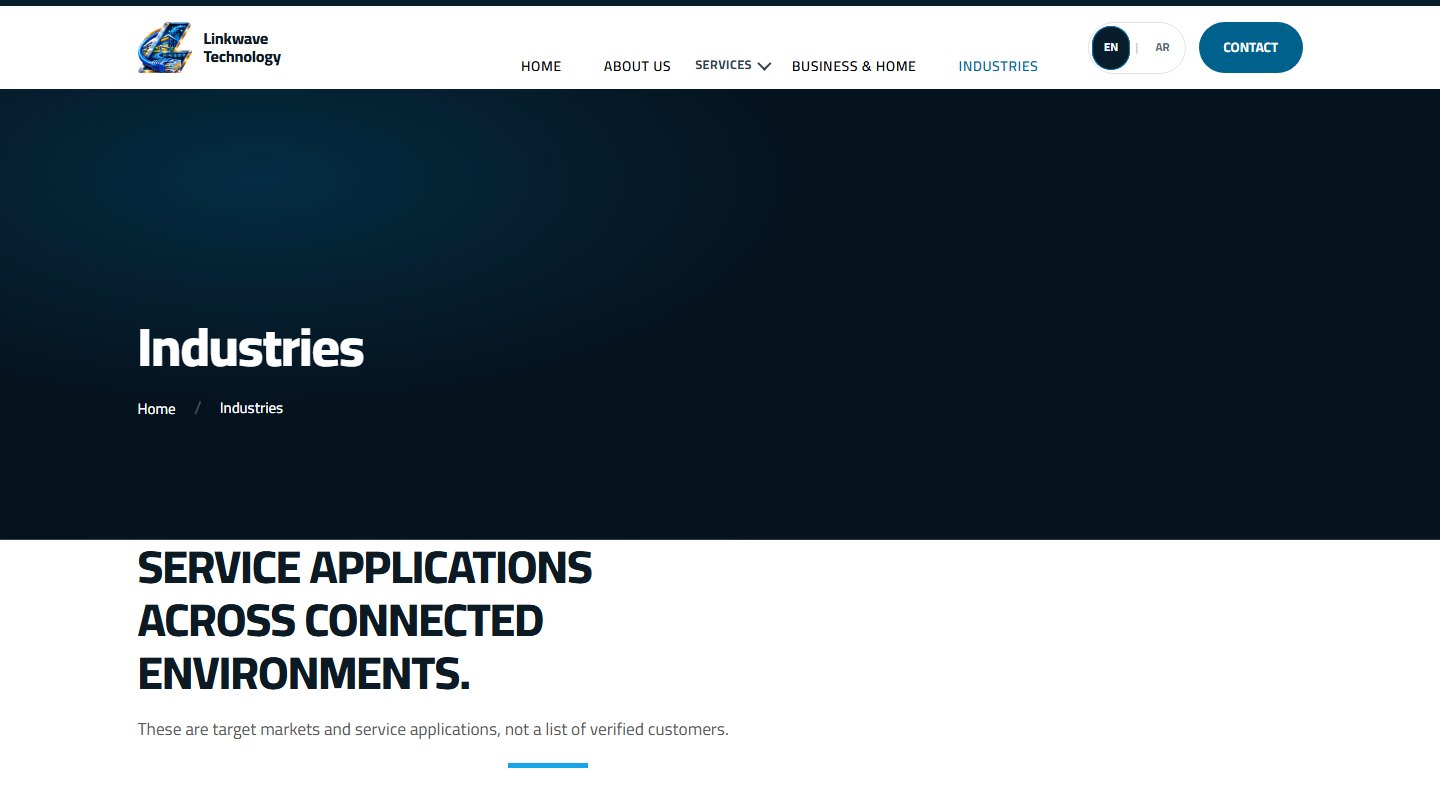 Linkwave
Technology
HOME
ABOUT US
SERVICES
BUSINESS & HOME
INDUSTRIES
EN | AR
CONTACT
Industries
Home / Industries
SERVICE APPLICATIONS
ACROSS CONNECTED
ENVIRONMENTS.
These are target markets and service applications, not a list of verified customers.